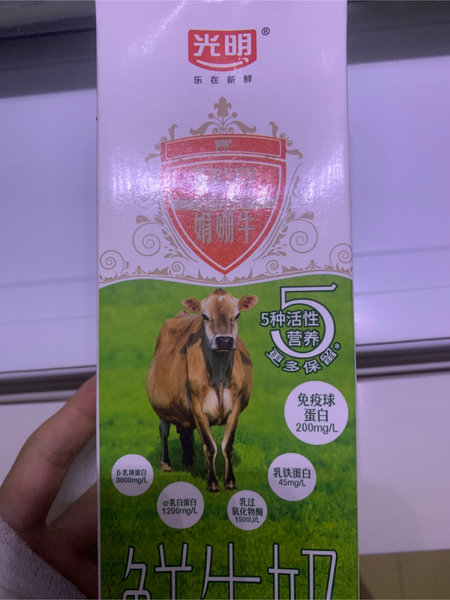 光明®
乐在新鲜
娟姗牛
5种活性
营养
更多保留*
免疫球
蛋白
200mg/L
β-乳球蛋白
3000mg/L
乳铁蛋白
45mg/L
α-乳白蛋白
1200mg/L
乳过
氧化物酶
1500U/L
鲜牛奶